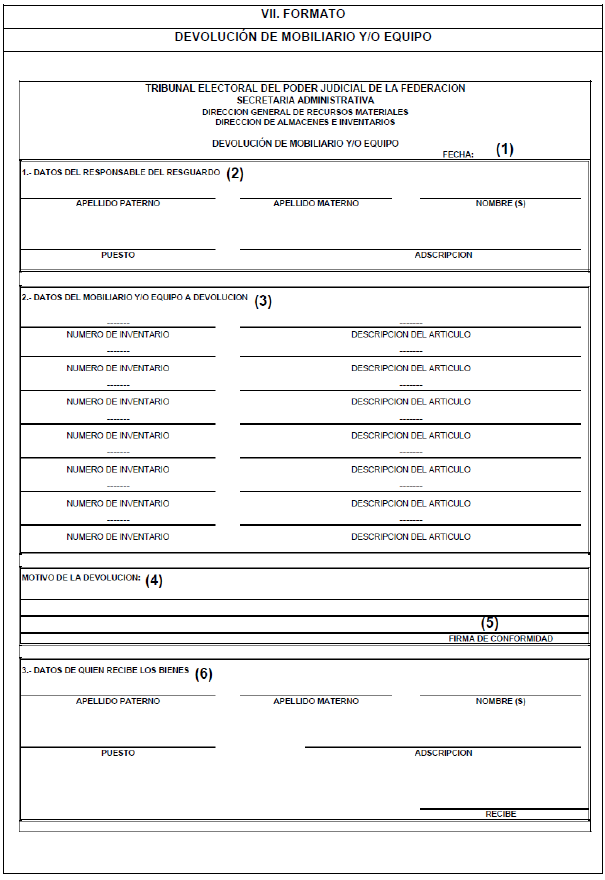 VII. FORMATO
DEVOLUCIÓN DE MOBILIARIO Y/O EQUIPO
TRIBUNAL ELECTORAL DEL PODER JUDICIAL DE LA FEDERACION
SECRETARIA ADMINISTRATIVA
DIRECCION GENERAL DE RECURSOS MATERIALES
DIRECCION DE ALMACENES E INVENTARIOS
DEVOLUCIÓN DE MOBILIARIO Y/O EQUIPO
FECHA: (1)
1.- DATOS DEL RESPONSABLE DEL RESGUARDO (2)
APELLIDO PATERNO APELLIDO MATERNO NOMBRE (S)
PUESTO ADSCRIPCION
2.- DATOS DEL MOBILIARIO Y/O EQUIPO A DEVOLUCION (3)
------- -------
NUMERO DE INVENTARIO DESCRIPCION DEL ARTICULO
------- -------
NUMERO DE INVENTARIO DESCRIPCION DEL ARTICULO
------- -------
NUMERO DE INVENTARIO DESCRIPCION DEL ARTICULO
------- -------
NUMERO DE INVENTARIO DESCRIPCION DEL ARTICULO
------- -------
NUMERO DE INVENTARIO DESCRIPCION DEL ARTICULO
------- -------
NUMERO DE INVENTARIO DESCRIPCION DEL ARTICULO
------- -------
NUMERO DE INVENTARIO DESCRIPCION DEL ARTICULO
MOTIVO DE LA DEVOLUCION: (4)
(5)
FIRMA DE CONFORMIDAD
3.- DATOS DE QUIEN RECIBE LOS BIENES (6)
APELLIDO PATERNO APELLIDO MATERNO NOMBRE (S)
PUESTO ADSCRIPCION
RECIBE